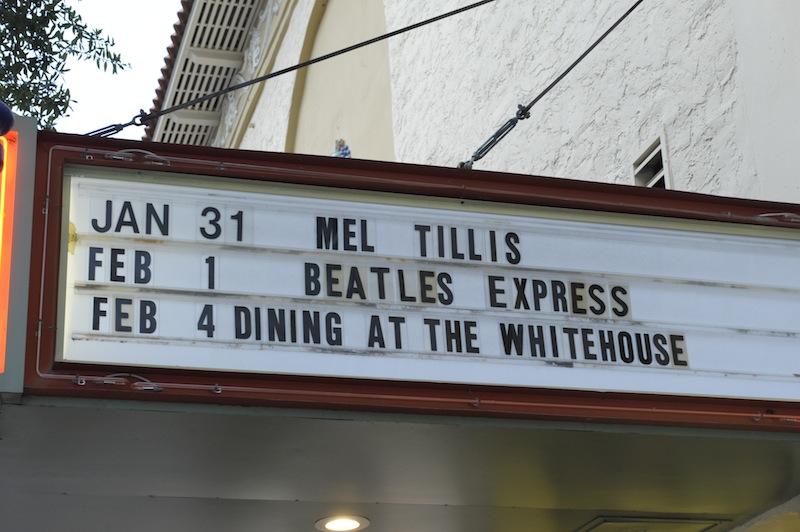 JAN 31 MEL TILLIS
FEB 1 BEATLES EXPRESS
FEB 4 DINING AT THE WHITEHOUSE